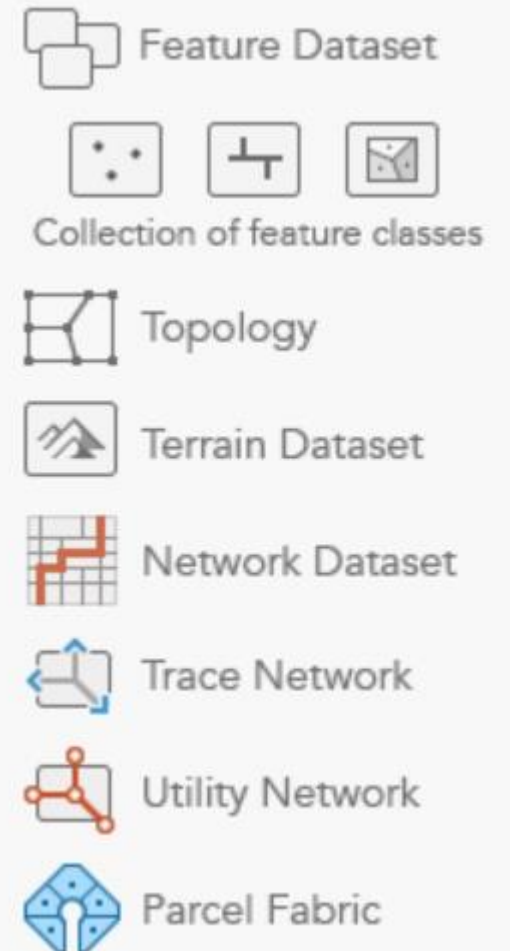 Feature Dataset
Collection of feature classes
Topology
Terrain Dataset
Network Dataset
Trace Network
Utility Network
Parcel Fabric